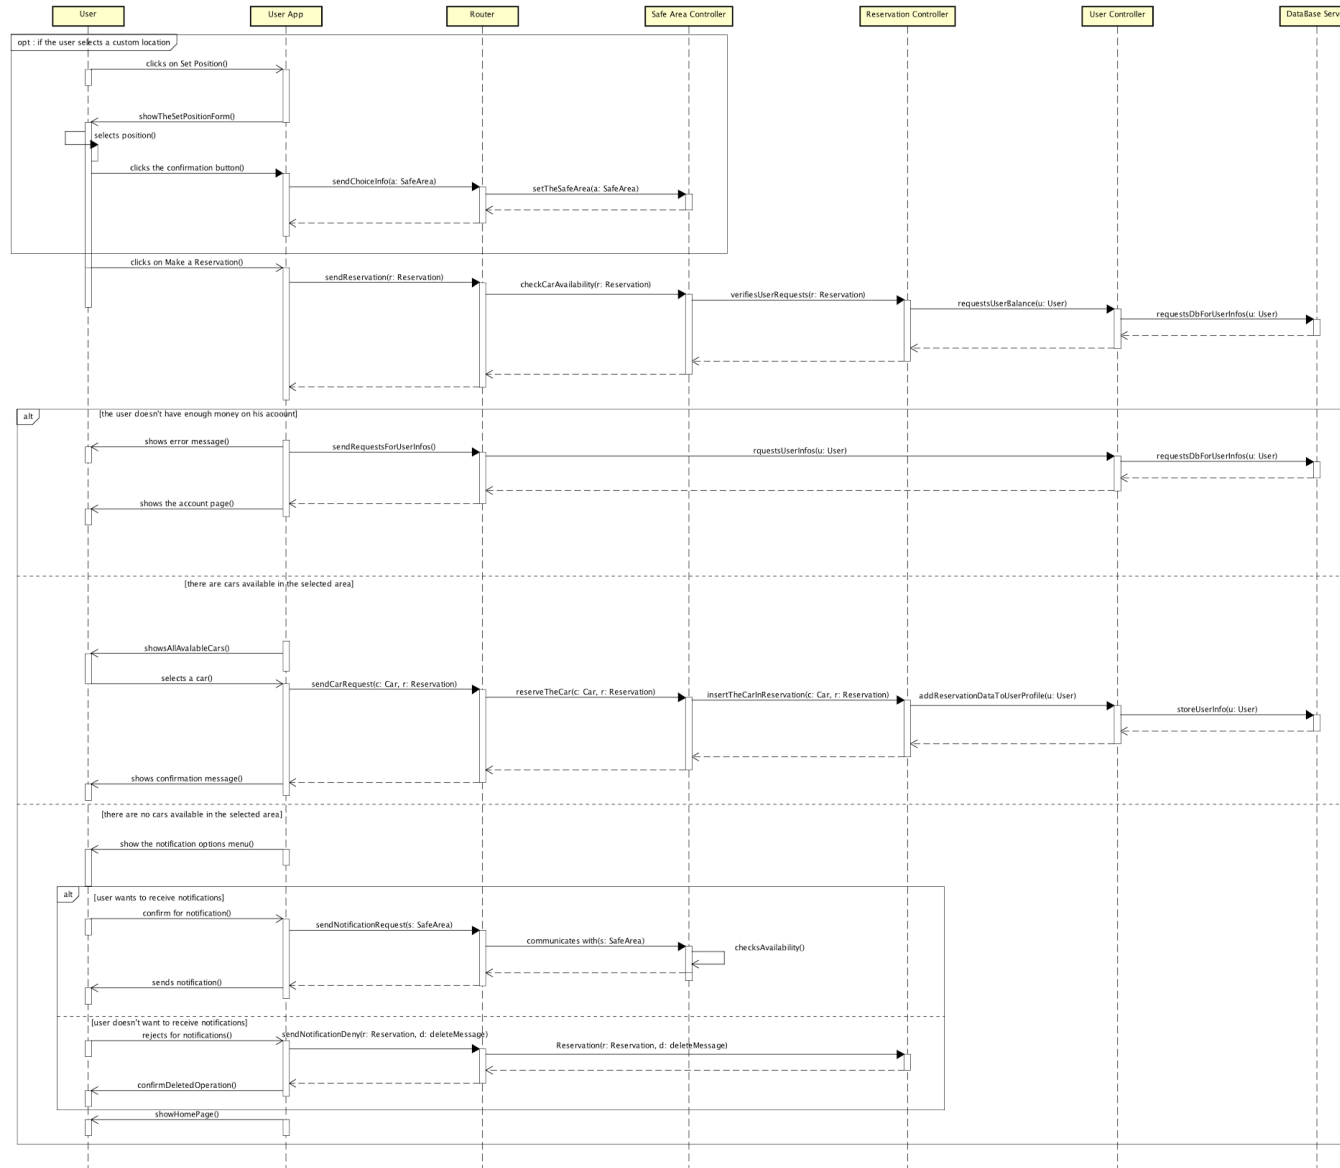 User
User App
Router
Safe Area Controller
Reservation Controller
User Controller
DataBase Serv
opt : if the user selects a custom location
clicks on Set Position()
showTheSetPositionForm()
selects position()
clicks the confirmation button()
sendChoiceInfo(a: SafeArea)
setTheSafeArea(a: SafeArea)
clicks on Make a Reservation()
sendReservation(r: Reservation)
checkCarAvailability(r: Reservation)
verifiesUserRequests(r: Reservation)
requestsUserBalance(u: User)
requestsDbForUserInfos(u: User)
alt
[the user doesn't have enough money on his acount]
shows error message()
sendRequestsForUserInfos()
rquestsUserInfos(u: User)
requestsDbForUserInfos(u: User)
shows the account page()
[there are cars available in the selected area]
showsAllAvalableCars()
selects a car()
sendCarRequest(c: Car, r: Reservation)
reserveTheCar(c: Car, r: Reservation)
insertTheCarInReservation(c: Car, r: Reservation)
addReservationDataToUserProfile(u: User)
storeUserInfo(u: User)
shows confirmation message()
[there are no cars available in the selected area]
show the notification options menu()
alt
[user wants to receive notifications]
confirm for notification()
sendNotificationRequest(s: SafeArea)
communicates with(s: SafeArea)
checksAvailability()
sends notification()
[user doesn't want to receive notifications]
rejects for notifications()
sendNotificationDeny(r: Reservation, d: deleteMessage)
Reservation(r: Reservation, d: deleteMessage)
confirmDeletedOperation()
showHomePage()